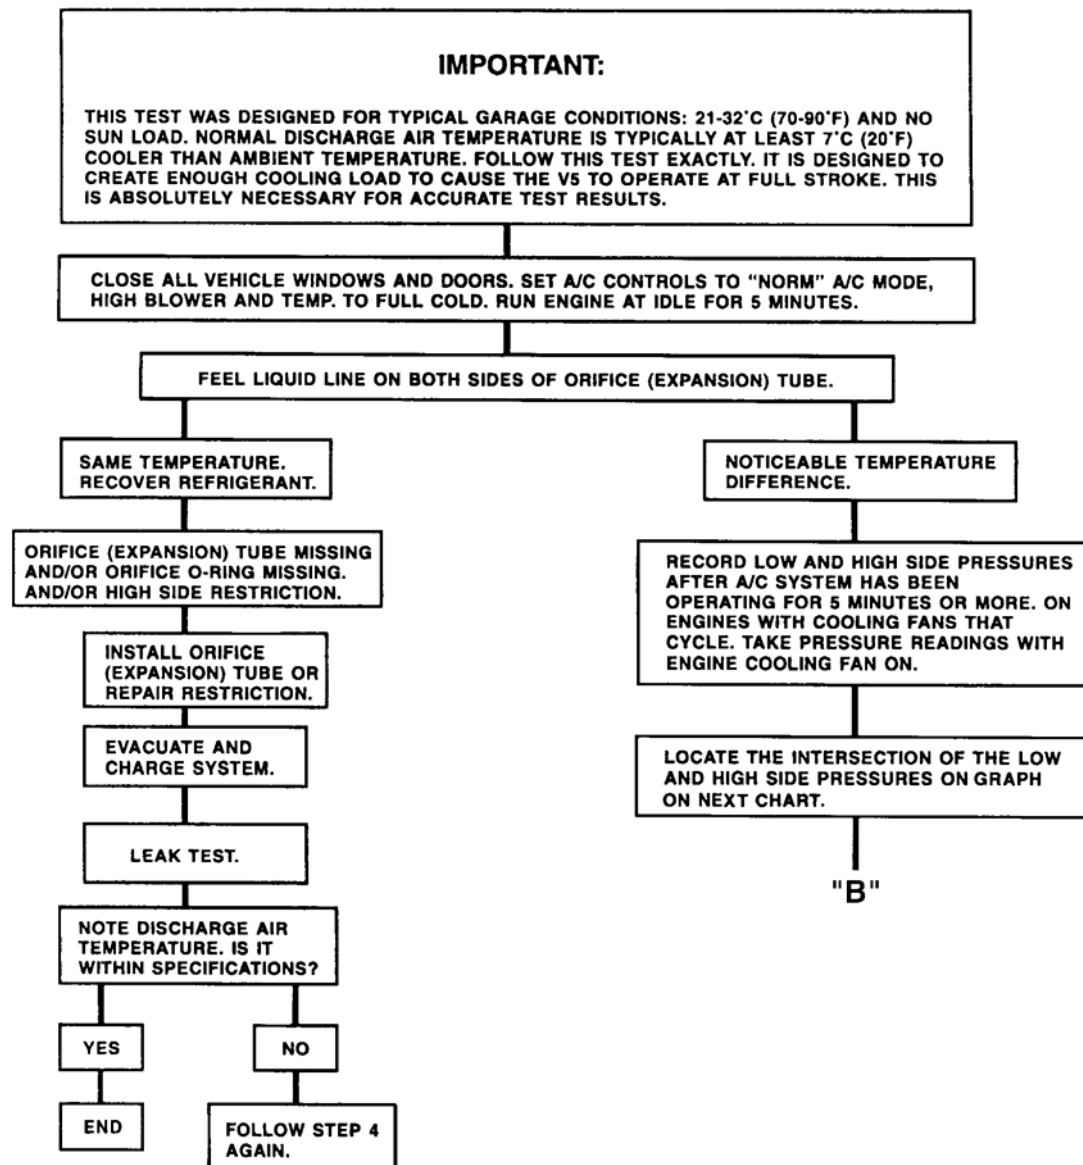 IMPORTANT:
THIS TEST WAS DESIGNED FOR TYPICAL GARAGE CONDITIONS: 21-32°C (70-90°F) AND NO
SUN LOAD. NORMAL DISCHARGE AIR TEMPERATURE IS TYPICALLY AT LEAST 7°C (20°F)
COOLER THAN AMBIENT TEMPERATURE. FOLLOW THIS TEST EXACTLY. IT IS DESIGNED TO
CREATE ENOUGH COOLING LOAD TO CAUSE THE V5 TO OPERATE AT FULL STROKE. THIS
IS ABSOLUTELY NECESSARY FOR ACCURATE TEST RESULTS.
CLOSE ALL VEHICLE WINDOWS AND DOORS. SET A/C CONTROLS TO "NORM" A/C MODE,
HIGH BLOWER AND TEMP. TO FULL COLD. RUN ENGINE AT IDLE FOR 5 MINUTES.
FEEL LIQUID LINE ON BOTH SIDES OF ORIFICE (EXPANSION) TUBE.
SAME TEMPERATURE.
RECOVER REFRIGERANT.
ORIFICE (EXPANSION) TUBE MISSING
AND/OR ORIFICE O-RING MISSING.
AND/OR HIGH SIDE RESTRICTION.
INSTALL ORIFICE
(EXPANSION) TUBE OR
REPAIR RESTRICTION.
EVACUATE AND
CHARGE SYSTEM.
LEAK TEST.
NOTE DISCHARGE AIR
TEMPERATURE. IS IT
WITHIN SPECIFICATIONS?
YES
END
NO
FOLLOW STEP 4
AGAIN.
NOTICEABLE TEMPERATURE
DIFFERENCE.
RECORD LOW AND HIGH SIDE PRESSURES
AFTER A/C SYSTEM HAS BEEN
OPERATING FOR 5 MINUTES OR MORE. ON
ENGINES WITH COOLING FANS THAT
CYCLE. TAKE PRESSURE READINGS WITH
ENGINE COOLING FAN ON.
LOCATE THE INTERSECTION OF THE LOW
AND HIGH SIDE PRESSURES ON GRAPH
ON NEXT CHART.
"B"